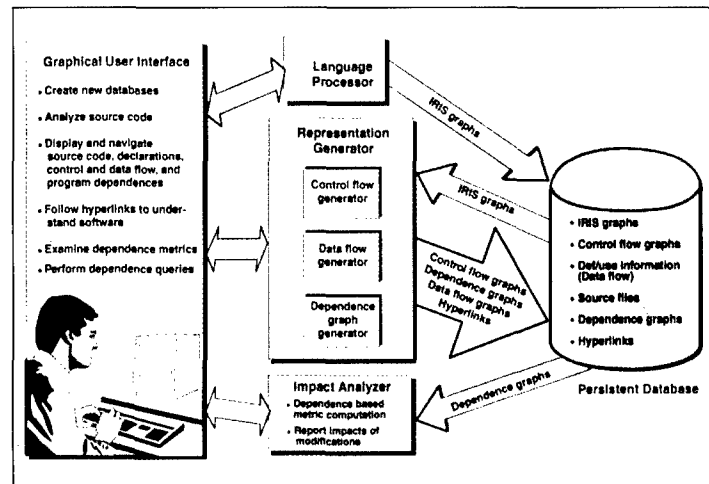 Graphical User Interface
• Create new databases
• Analyze source code
• Display and navigate
source code, declarations,
control and data flow, and
program dependences
• Follow hyperlinks to under-
stand software
• Examine dependence metrics
• Perform dependence queries
Language
Processor
IRIS graphs
Representation
Generator
Control flow
generator
Data flow
generator
Dependence
graph
generator
IRIS graphs
Control flow graphs
Dependence graphs
Data flow graphs
Hyperlinks
Impact Analyzer
• Dependence based
metric computation
• Report impacts of
modifications
Dependence graphs
• IRIS graphs
• Control flow graphs
• Def/use information
(Data flow)
• Source files
• Dependence graphs
• Hyperlinks
Persistent Database